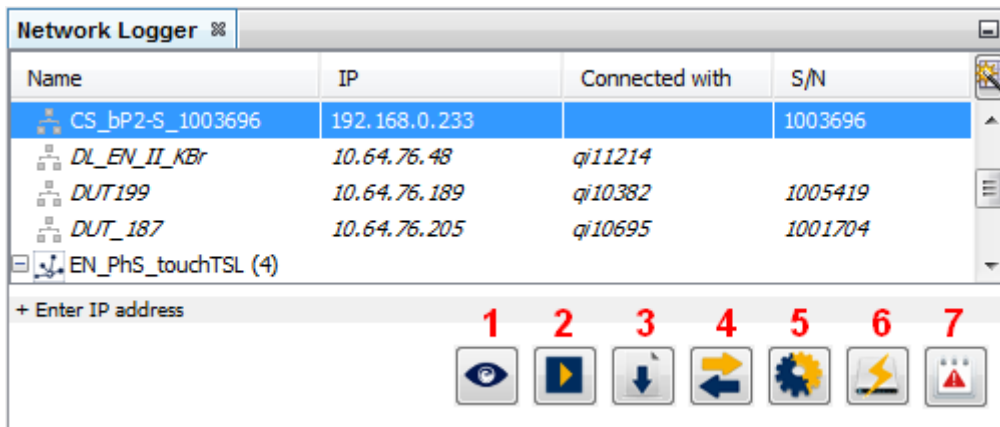 Network Logger
Name IP Connected with S/N
CS_bP2-S_1003696 192.168.0.233 1003696
DL_EN_II_KBr 10.64.76.48 qi11214
DUT199 10.64.76.189 qi10382 1005419
DUT_187 10.64.76.205 qi10695 1001704
EN_PhS_touchTSL (4)
+ Enter IP address
1 2 3 4 5 6 7